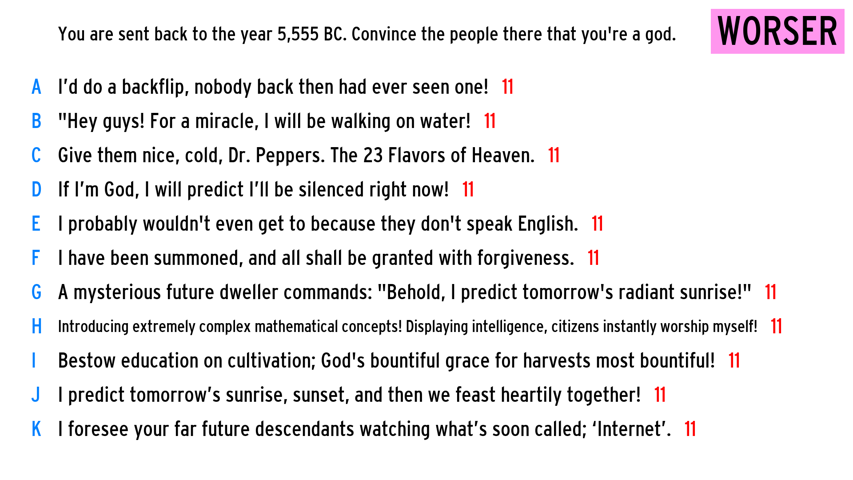 You are sent back to the year 5,555 BC. Convince the people there that you're a god.
WORSER
A I’d do a backflip, nobody back then had ever seen one! 11
B "Hey guys! For a miracle, I will be walking on water! 11
C Give them nice, cold, Dr. Peppers. The 23 Flavors of Heaven. 11
D If I’m God, I will predict I’ll be silenced right now! 11
E I probably wouldn't even get to because they don't speak English. 11
F I have been summoned, and all shall be granted with forgiveness. 11
G A mysterious future dweller commands: "Behold, I predict tomorrow's radiant sunrise!" 11
H Introducing extremely complex mathematical concepts! Displaying intelligence, citizens instantly worship myself! 11
I Bestow education on cultivation; God's bountiful grace for harvests most bountiful! 11
J I predict tomorrow’s sunrise, sunset, and then we feast heartily together! 11
K I foresee your far future descendants watching what’s soon called; ‘Internet’. 11